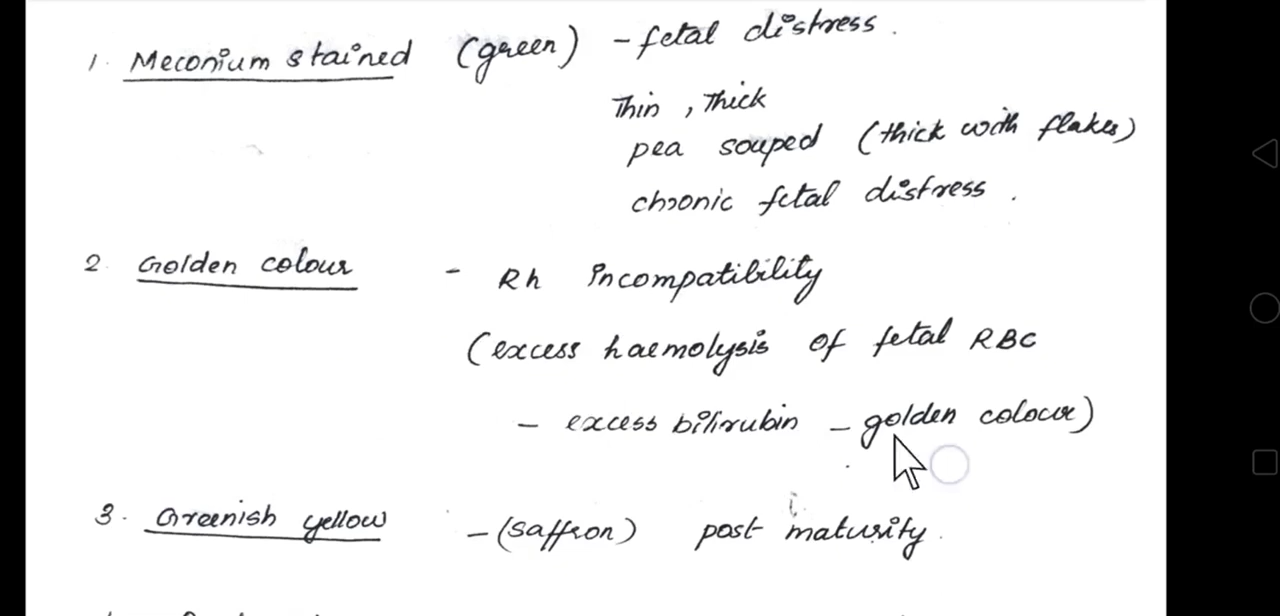 1. Meconium stained (green) - fetal distress.
Thin, Thick
pea souped (thick with flakes)
chronic fetal distress.
2. Golden colour - Rh incompatibility
(excess haemolysis of fetal RBC
- excess bilirubin - golden colour)
3. Greenish yellow - (saffron) post maturity.